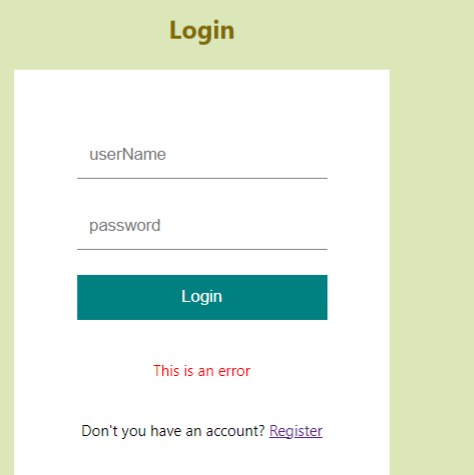 Login
userName
password
Login
This is an error
Don't you have an account? Register